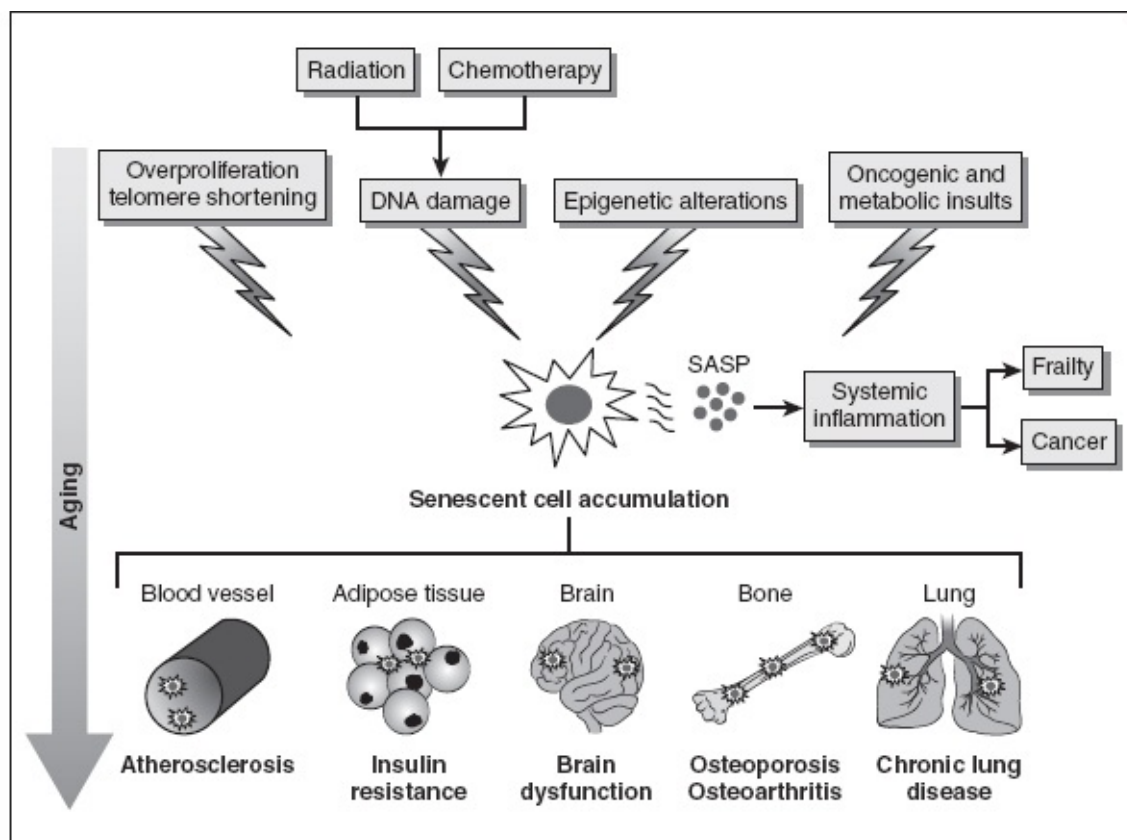 Radiation
Chemotherapy
Overproliferation
telomere shortening
DNA damage
Epigenetic alterations
Oncogenic and
metabolic insults
SASP
Systemic
inflammation
Frailty
Cancer
Aging
Senescent cell accumulation
Blood vessel
Adipose tissue
Brain
Bone
Lung
Atherosclerosis
Insulin
resistance
Brain
dysfunction
Osteoporosis
Osteoarthritis
Chronic lung
disease